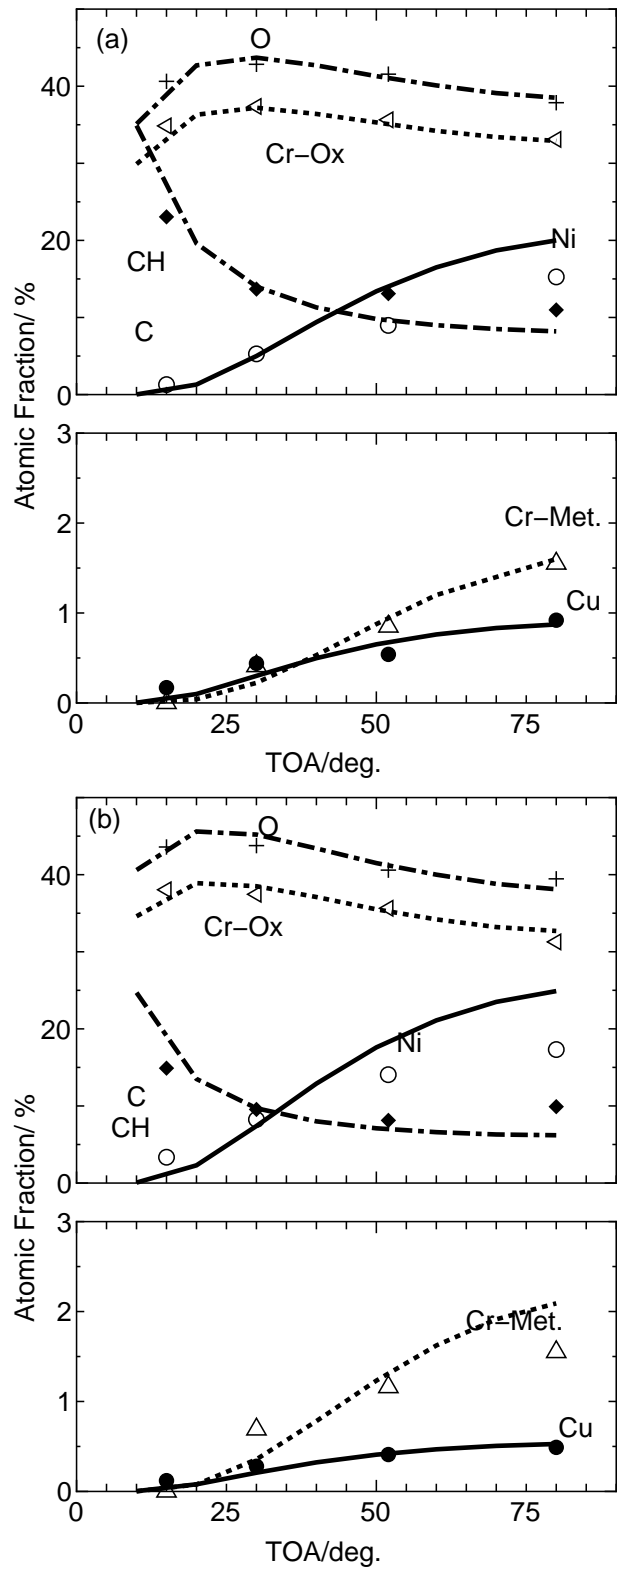 (a)
O
40
Cr–Ox
Ni
20
CH
C
0
Atomic Fraction/ %
3
Cr–Met.
2
Cu
1
0
0 25 50 75
TOA/deg.
(b)
O
40
Cr–Ox
20
Ni
C
CH
0
Atomic Fraction/ %
3
2
Cr–Met.
1
Cu
0
0 25 50 75
TOA/deg.